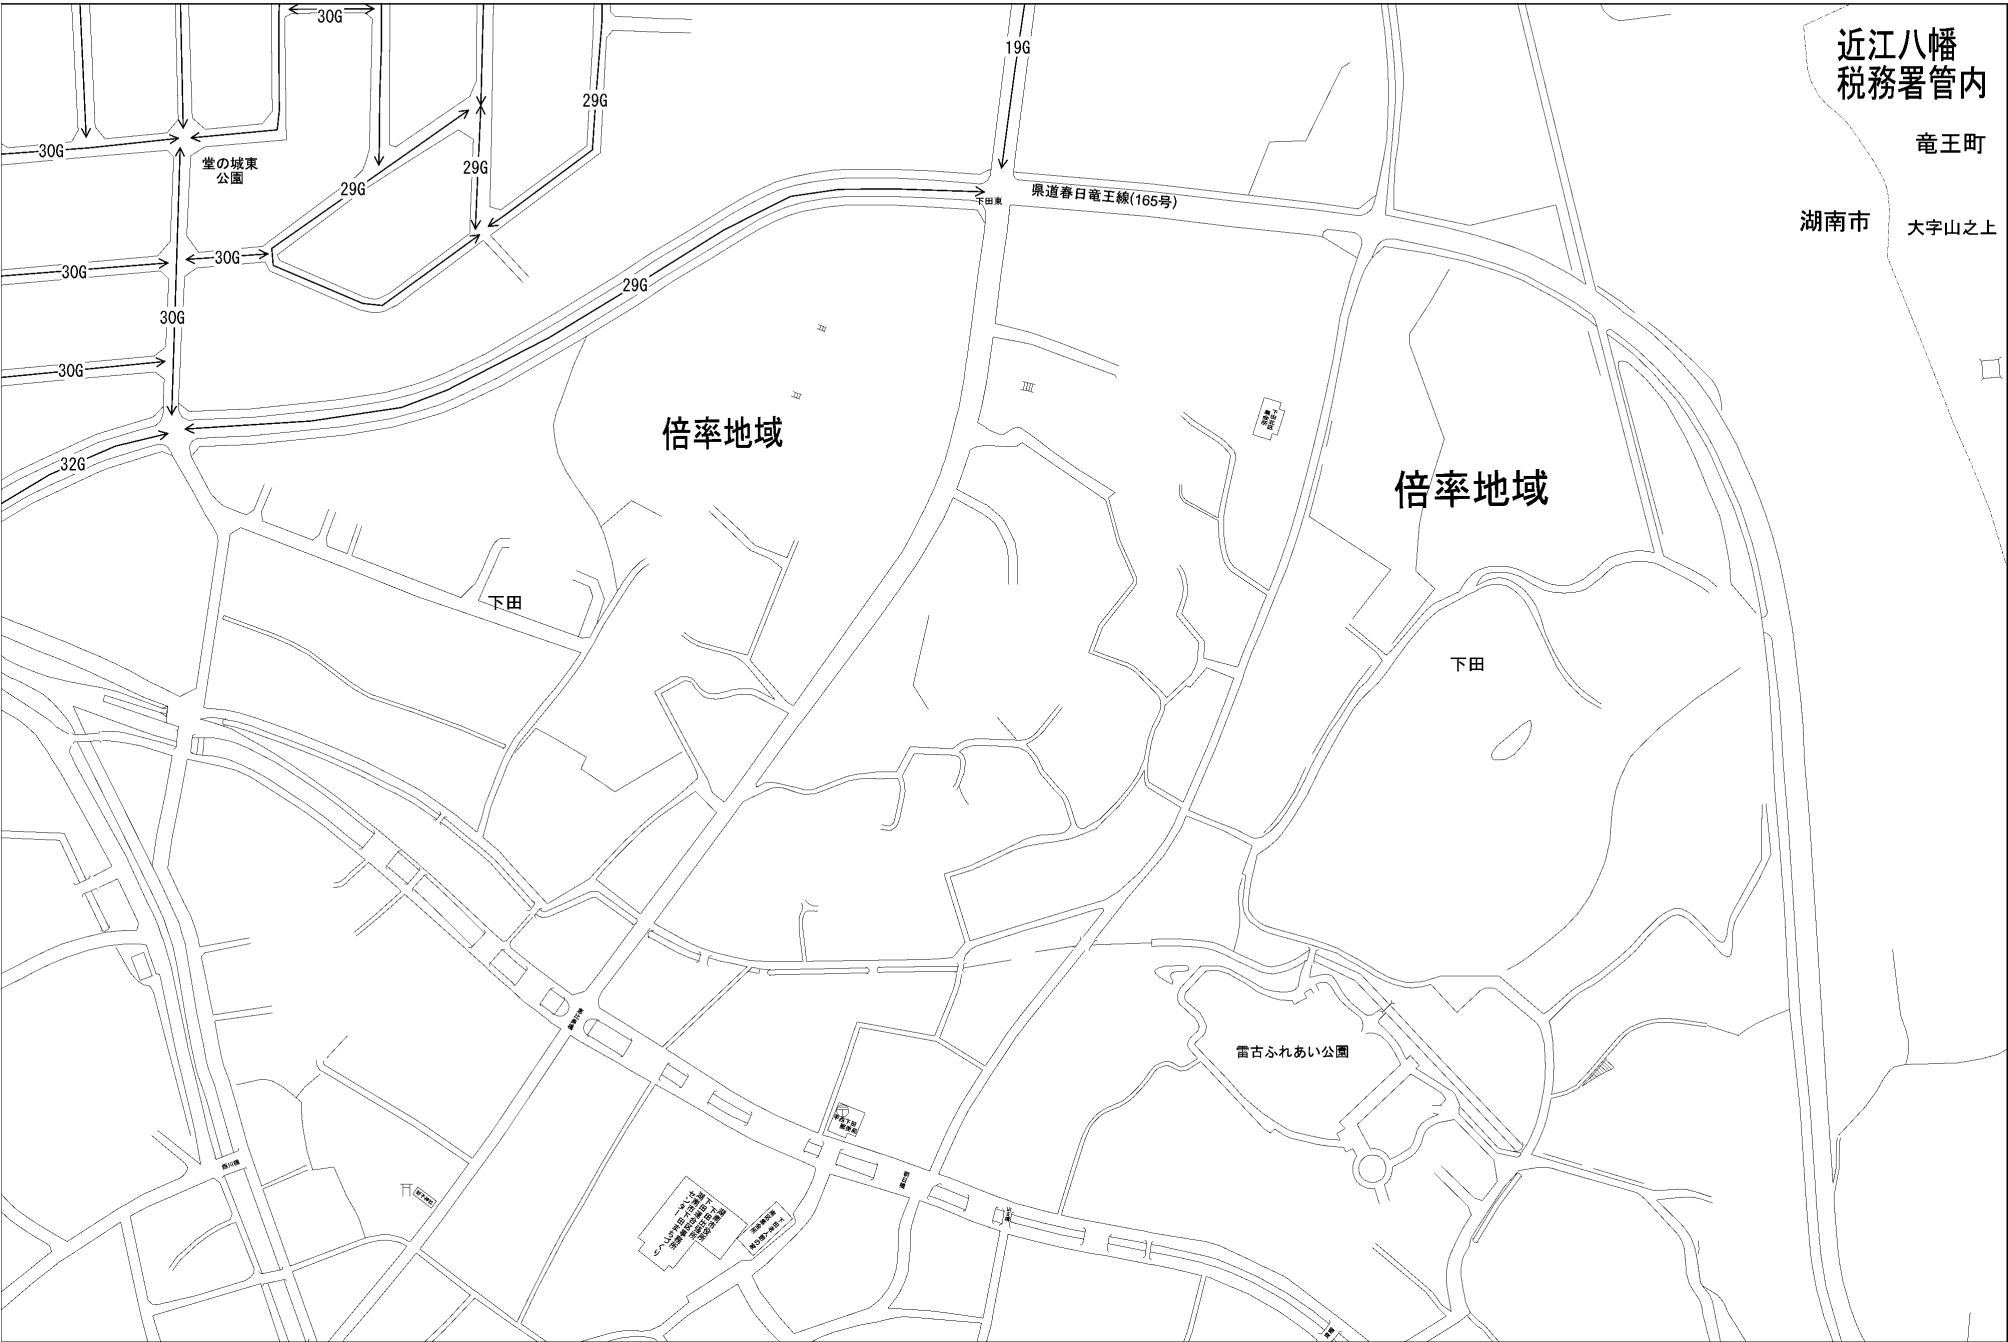 30G
19G
近江八幡
税務署管内
29G
竜王町
30G
堂の城東
公園
29G
29G
県道春日竜王線(165号)
下田東
湖南市
大字山之上
30G
30G
29G
30G
30G
倍率地域
32G
倍率地域
下田
下田
雷古ふれあい公園
西川橋